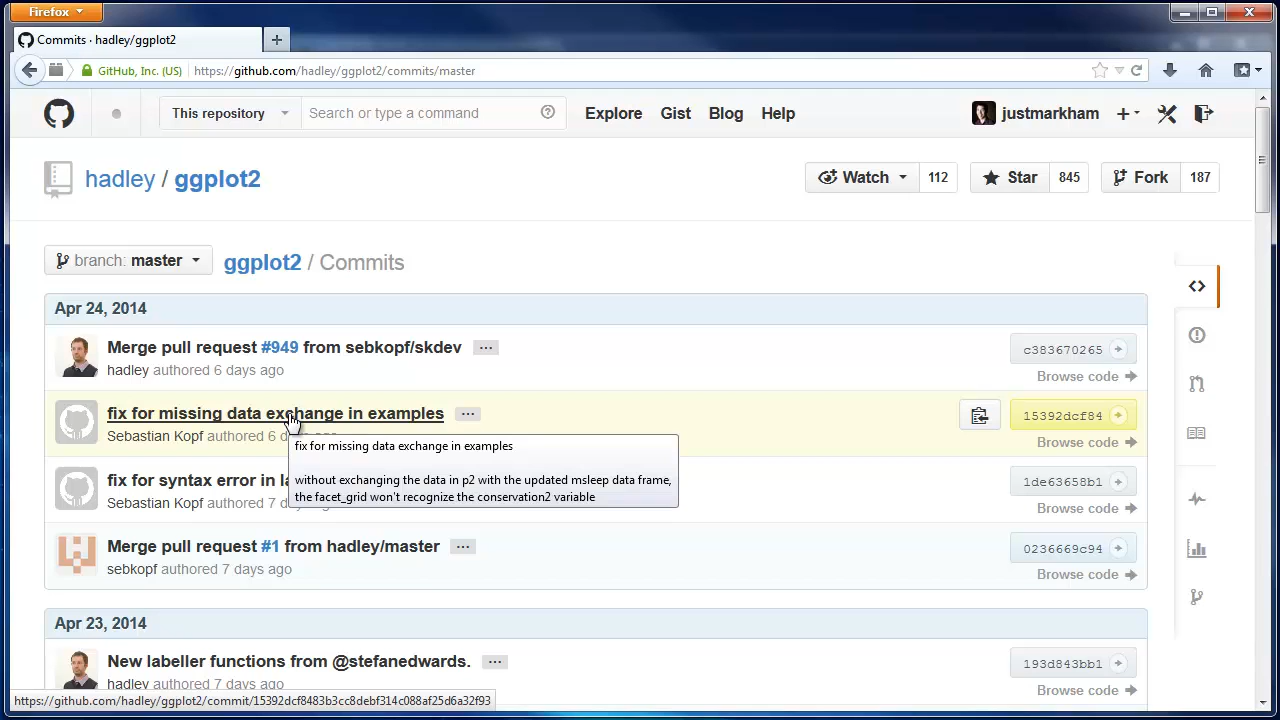 Firefox
Commits · hadley/ggplot2
GitHub, Inc. (US) https://github.com/hadley/ggplot2/commits/master
This repository Search or type a command Explore Gist Blog Help justmarkham
hadley / ggplot2 Watch 112 Star 845 Fork 187
branch: master ggplot2 / Commits
Apr 24, 2014
Merge pull request #949 from sebkopf/skdev ... c383670265
hadley authored 6 days ago Browse code
fix for missing data exchange in examples ... 15392dcf84
Sebastian Kopf authored 6 d Browse code
fix for missing data exchange in examples
without exchanging the data in p2 with the updated msleep data frame,
the facet_grid won't recognize the conservation2 variable
fix for syntax error in la 1de63658b1
Sebastian Kopf authored 7 d Browse code
Merge pull request #1 from hadley/master ... 0236669c94
sebkopf authored 7 days ago Browse code
Apr 23, 2014
New labeller functions from @stefanedwards. ... 193d843bb1
hadley authored 7 days ago Browse code
https://github.com/hadley/ggplot2/commit/15392dcf8483b3cc8debf314c088af25d6a32f93